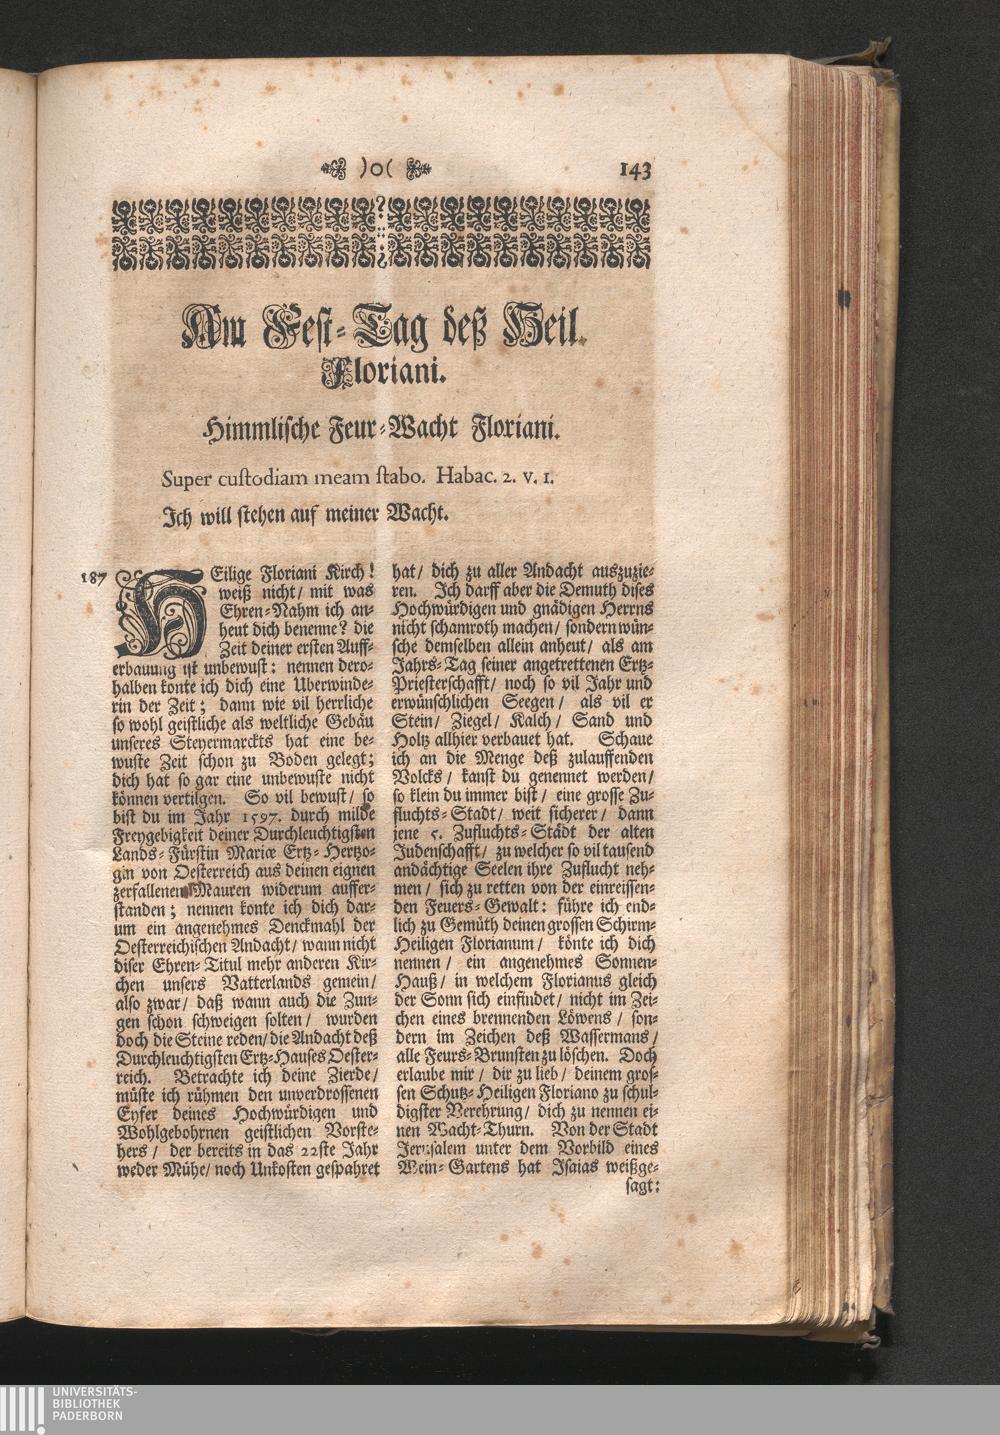 )o(
143
Am Fest-Tag deß Heil.
Floriani.
Himmlische Feur-Wacht Floriani.
Super custodiam meam stabo. Habac. 2. v. 1.
Ich will stehen auf meiner Wacht.
187
HEilige Floriani Kirch!
weiß nicht/ mit was
Ehren-Nahm ich an-
heut dich benenne? die
Zeit deiner ersten Auff-
erbauung ist unbewust: nennen dero-
halben konte ich dich eine Uberwinde-
rin der Zeit; dann wie vil herrliche
so wohl geistliche als weltliche Gebäu
unseres Steyermarckts hat eine be-
wuste Zeit schon zu Boden gelegt;
dich hat so gar eine unbewuste nicht
können vertilgen. So vil bewust/ so
bist du im Jahr 1597. durch milde
Freygebigkeit deiner Durchleuchtigsten
Lands-Fürstin Mariæ Ertz-Hertzo-
gin von Oesterreich aus deinen eignen
zerfallenen Mauren widerum auffer-
standen; nennen konte ich dich dar-
um ein angenehmes Denckmahl der
Oesterreichischen Andacht/ wann nicht
diser Ehren-Titul mehr anderen Kir-
chen unsers Vatterlands gemein/
also zwar/ daß wann auch die Zun-
gen schon schweigen solten/ wurden
doch die Steine reden/ die Andacht deß
Durchleuchtigsten Ertz-Hauses Oester-
reich. Betrachte ich deine Zierde/
müste ich rühmen den unverdrossenen
Eyfer deines Hochwürdigen und
Wohlgebohrnen geistlichen Vorste-
hers/ der bereits in das 22ste Jahr
weder Mühe/ noch Unkosten gespahret
hat/ dich zu aller Andacht auszuzie-
ren. Ich darff aber die Demuth dises
Hochwürdigen und gnädigen Herrns
nicht schamroth machen/ sondern wün-
sche demselben allein anheut/ als am
Jahrs-Tag seiner angetrettenen Ertz-
Priesterschafft/ noch so vil Jahr und
erwünschlichen Seegen/ als vil er
Stein/ Ziegel/ Kalch/ Sand und
Holtz allhier verbauet hat. Schaue
ich an die Menge deß zulauffenden
Volcks/ kanst du genennet werden/
so klein du immer bist/ eine grosse Zu-
fluchts-Stadt/ weit sicherer/ dann
jene 5. Zufluchts-Städt der alten
Judenschafft/ zu welcher so vil tausend
andächtige Seelen ihre Zuflucht neh-
men/ sich zu retten von der einreissen-
den Feuers-Gewalt: führe ich end-
lich zu Gemüth deinen grossen Schirm-
Heiligen Florianum/ könte ich dich
nennen/ ein angenehmes Sonnen-
Hauß/ in welchem Florianus gleich
der Sonn sich einfindet/ nicht im Zei-
chen eines brennenden Löwens/ son-
dern im Zeichen deß Wassermans/
alle Feurs-Brunsten zu löschen. Doch
erlaube mir/ dir zu lieb/ deinem gros-
sen Schutz-Heiligen Floriano zu schul-
digster Verehrung/ dich zu nennen ei-
nen Wacht-Thurn. Von der Stadt
Jerusalem unter dem Vorbild eines
Wein-Gartens hat Isaias weißge-
sagt:
UNIVERSITÄTS-
BIBLIOTHEK
PADERBORN